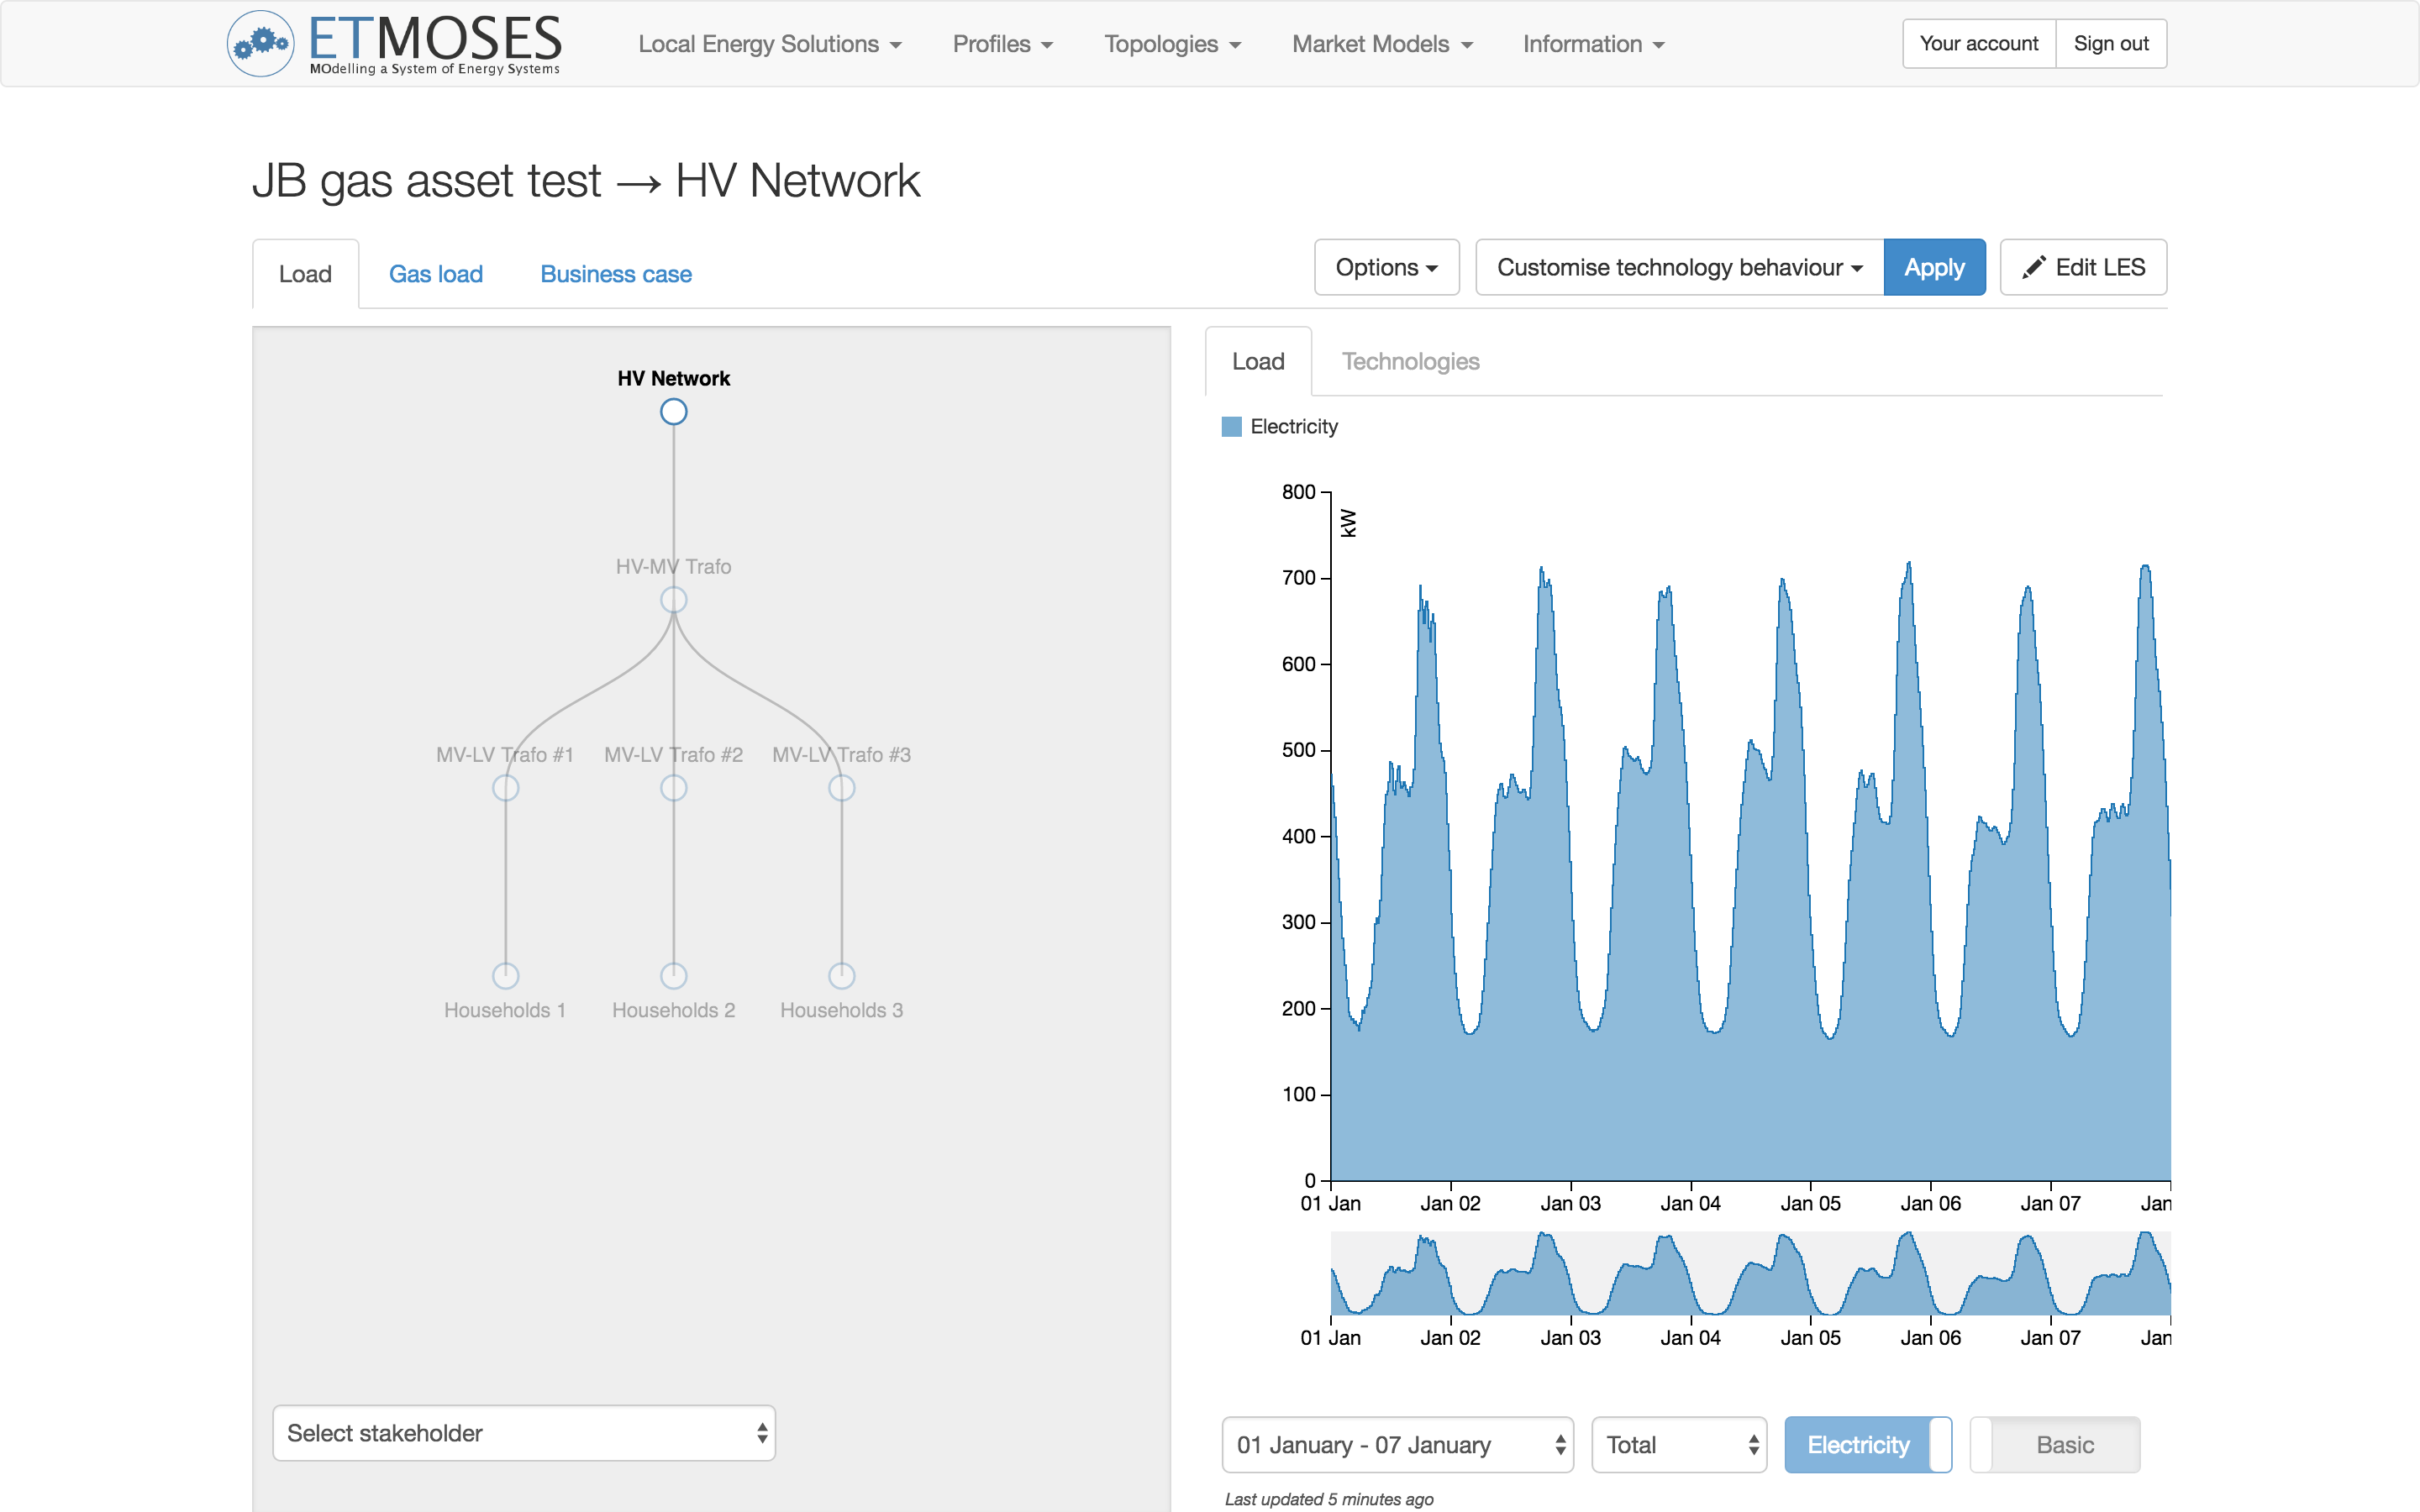 ETMOSES
MOdelling a System of Energy Systems
Local Energy Solutions
Profiles
Topologies
Market Models
Information
Your account
Sign out
JB gas asset test → HV Network
Load
Gas load
Business case
Options
Customise technology behaviour
Apply
Edit LES
HV Network
HV-MV Trafo
MV-LV Trafo #1
MV-LV Trafo #2
MV-LV Trafo #3
Households 1
Households 2
Households 3
Select stakeholder
Load
Technologies
Electricity
kW
800
700
600
500
400
300
200
100
0
01 Jan
Jan 02
Jan 03
Jan 04
Jan 05
Jan 06
Jan 07
Jan
01 Jan
Jan 02
Jan 03
Jan 04
Jan 05
Jan 06
Jan 07
Jan
01 January - 07 January
Total
Electricity
Basic
Last updated 5 minutes ago